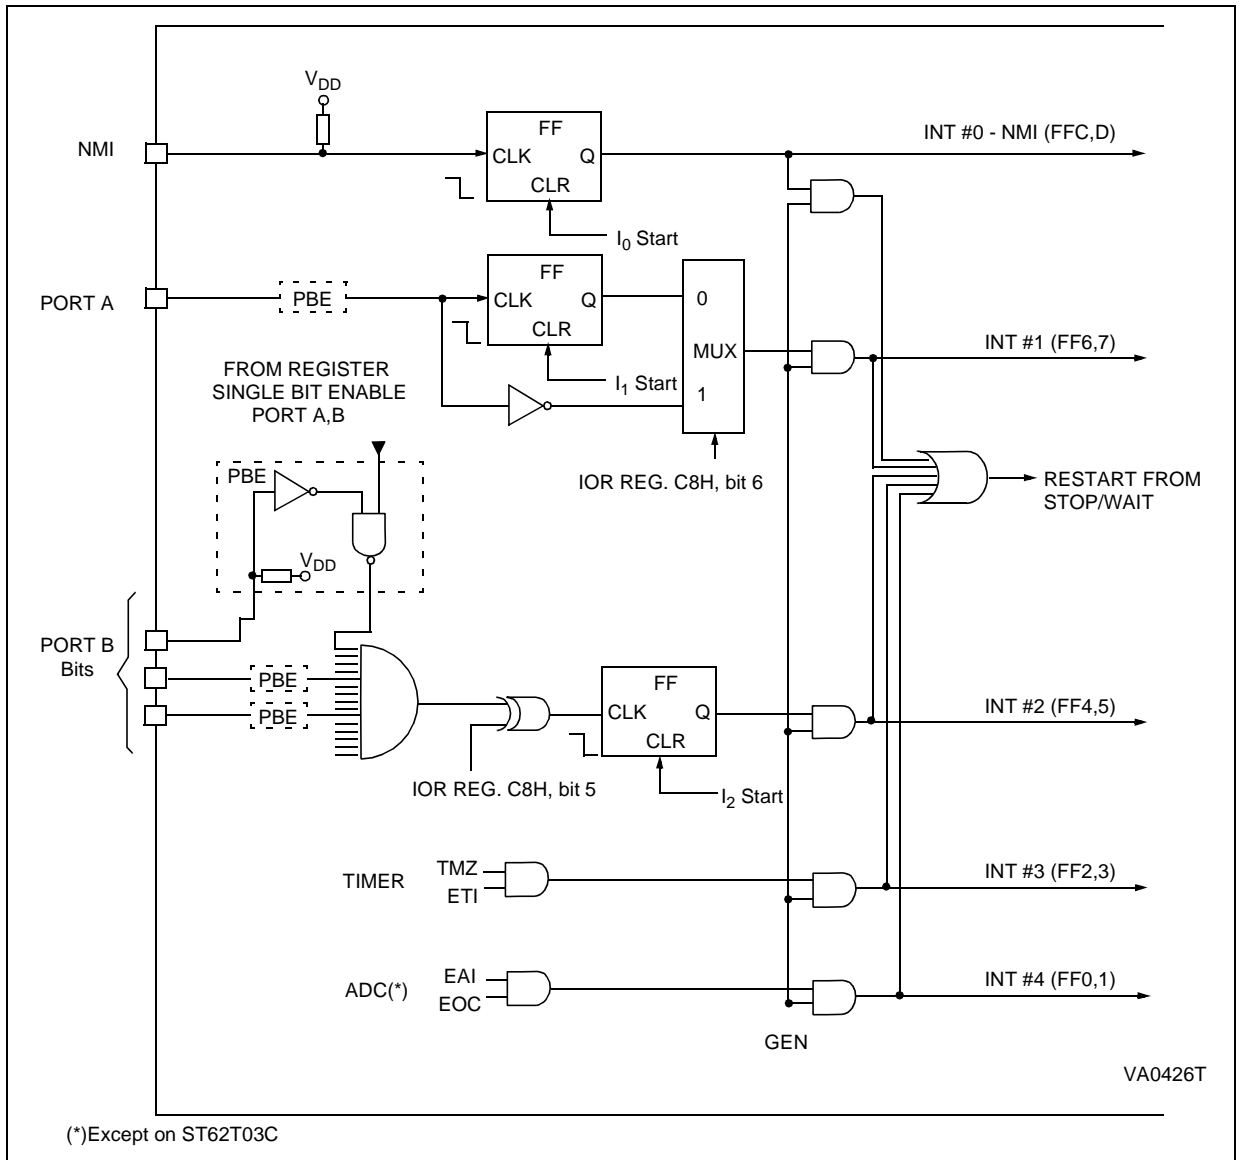 V_DD
NMI
FF
CLK Q
CLR
I_0 Start
INT #0 - NMI (FFC,D)
PORT A
PBE
FF
CLK Q
CLR
I_1 Start
0
MUX
1
IOR REG. C8H, bit 6
INT #1 (FF6,7)
FROM REGISTER
SINGLE BIT ENABLE
PORT A,B
PBE
V_DD
RESTART FROM
STOP/WAIT
PORT B
Bits
PBE
PBE
IOR REG. C8H, bit 5
FF
CLK Q
CLR
I_2 Start
INT #2 (FF4,5)
TIMER
TMZ
ETI
INT #3 (FF2,3)
ADC(*)
EAI
EOC
INT #4 (FF0,1)
GEN
VA0426T
(*)Except on ST62T03C